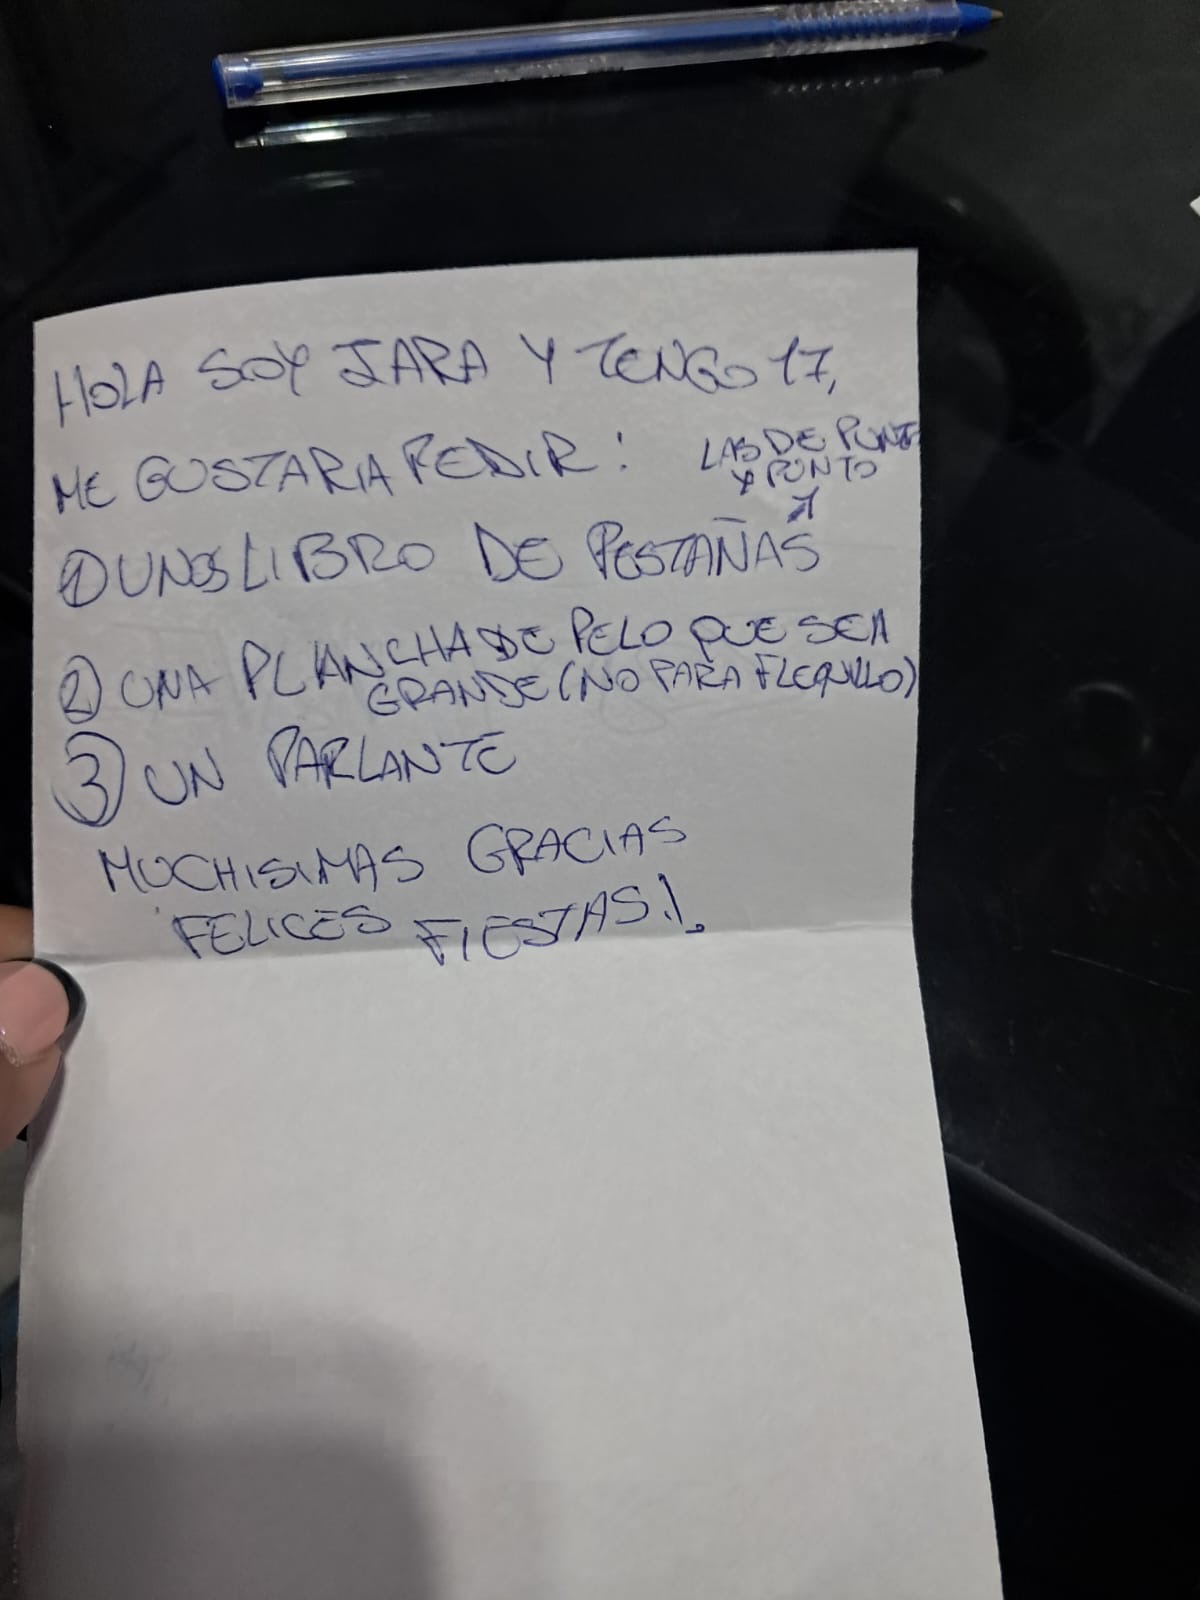 HOLA SOY JARA Y TENGO 17,
ME GUSTARIA PEDIR:
LAS DE PUNTO
Y PUNTO
① UNOS LIBRO DE PESTAÑAS
② UNA PLANCHA DE PELO QUE SEA
GRANDE (NO PARA FLEQUILLO)
③ UN PARLANTE
MUCHISIMAS GRACIAS
FELICES FIESTAS!.